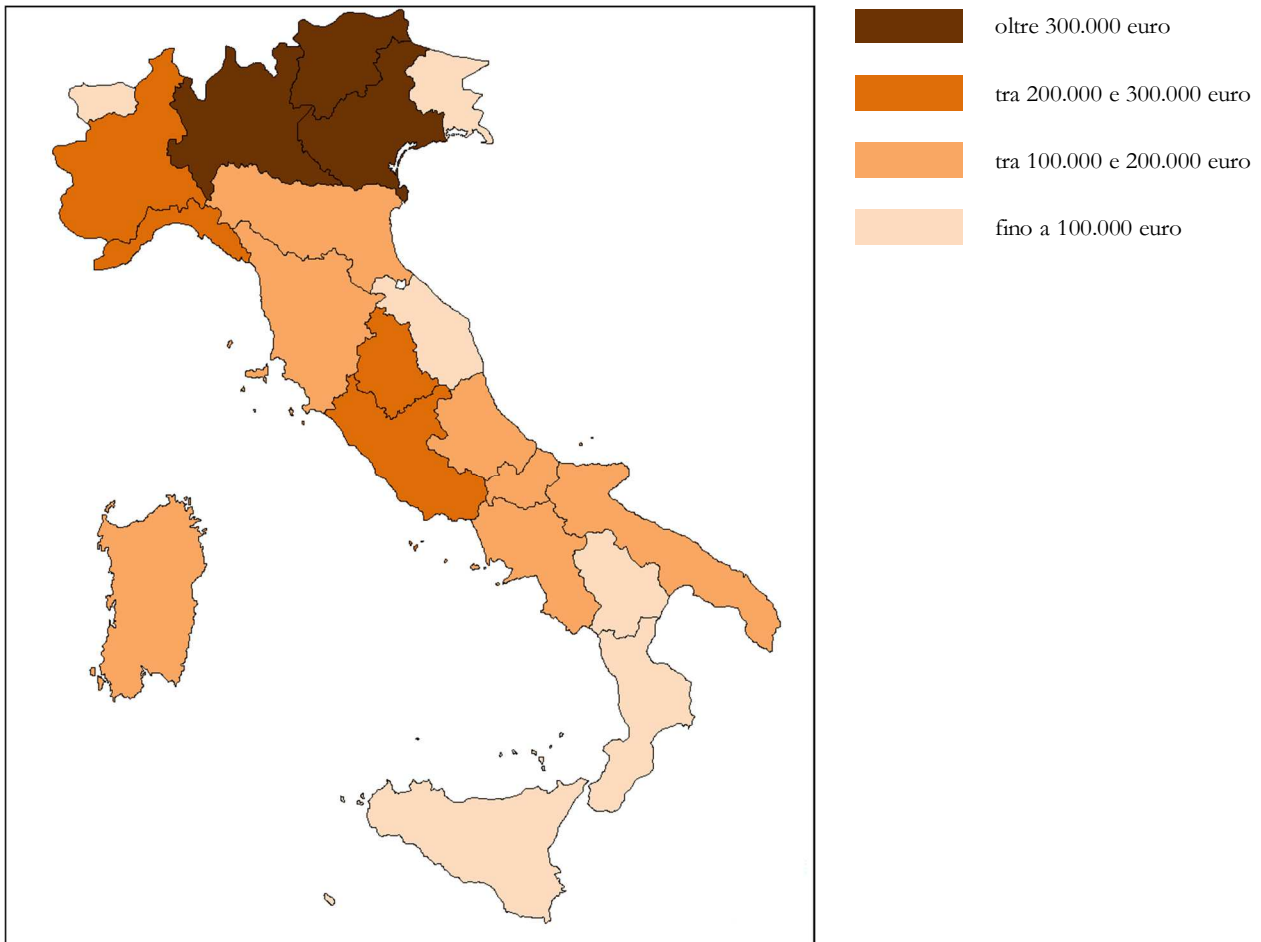 oltre 300.000 euro
tra 200.000 e 300.000 euro
tra 100.000 e 200.000 euro
fino a 100.000 euro